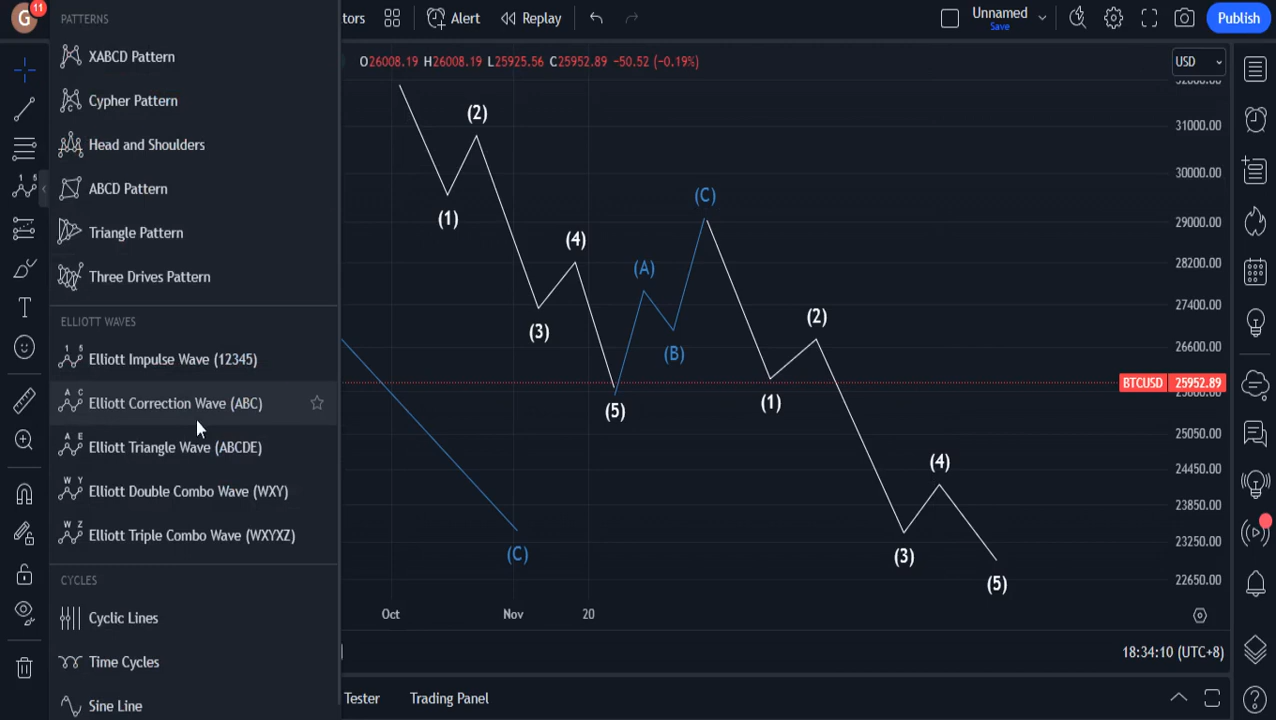 G
11
PATTERNS
XABCD Pattern
Cypher Pattern
Head and Shoulders
ABCD Pattern
Triangle Pattern
Three Drives Pattern
ELLIOTT WAVES
Elliott Impulse Wave (12345)
Elliott Correction Wave (ABC)
Elliott Triangle Wave (ABCDE)
Elliott Double Combo Wave (WXY)
Elliott Triple Combo Wave (WXYXZ)
CYCLES
Cyclic Lines
Time Cycles
Sine Line
tors
Alert
Replay
Unnamed
Save
Publish
O26008.19 H26008.19 L25925.56 C25952.89 −50.52 (−0.19%)
USD
(2)
(1)
(4)
(3)
(5)
(A)
(B)
(C)
(C)
(2)
(1)
(4)
(3)
(5)
31000.00
30000.00
29000.00
28200.00
27400.00
26600.00
BTCUSD 25952.89
25050.00
24450.00
23850.00
23250.00
22650.00
Oct
Nov
20
18:34:10 (UTC+8)
Tester
Trading Panel